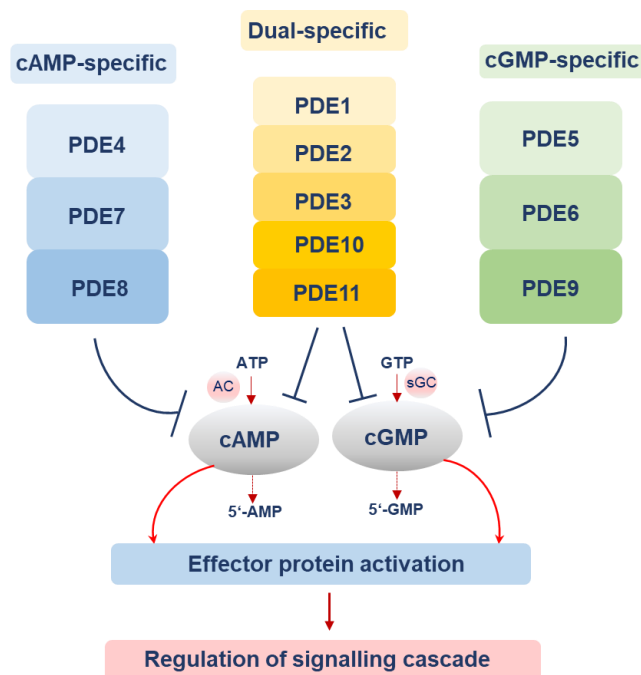 Dual-specific
cAMP-specific
cGMP-specific
PDE4
PDE7
PDE8
PDE1
PDE2
PDE3
PDE10
PDE11
PDE5
PDE6
PDE9
ATP
AC
GTP
sGC
cAMP
cGMP
5‘-AMP
5‘-GMP
Effector protein activation
Regulation of signalling cascade